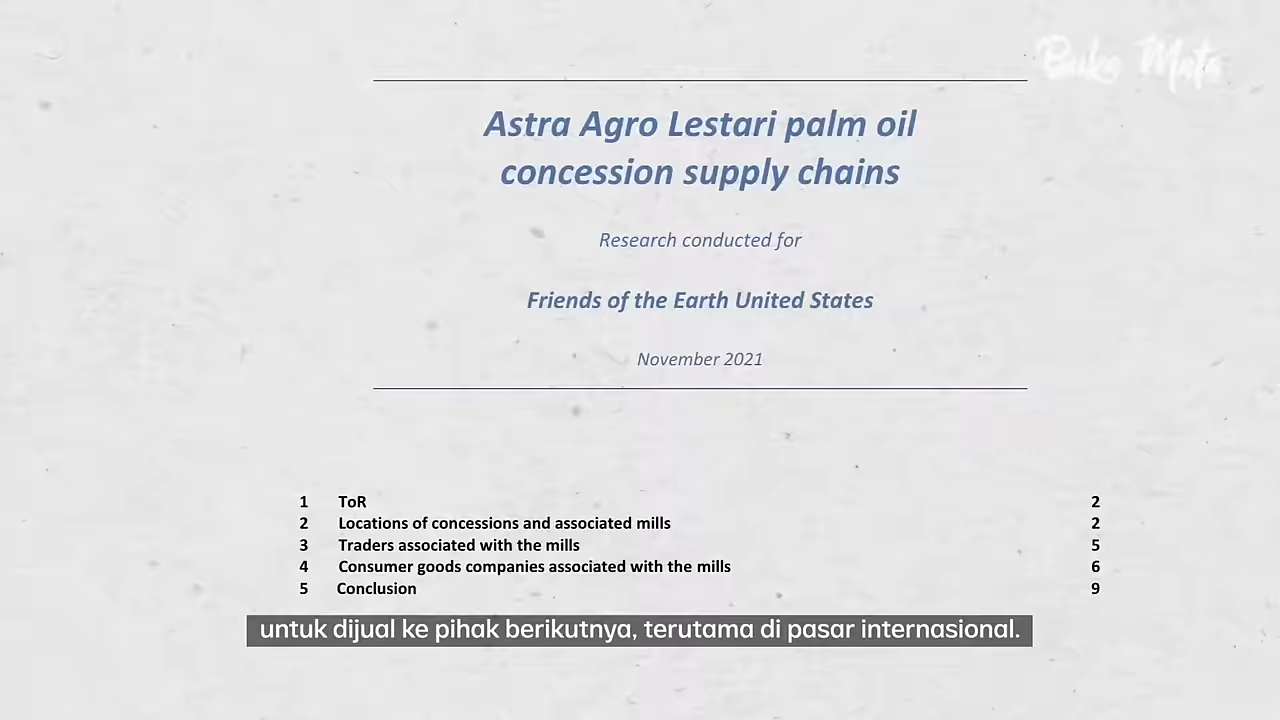 Buka Mata
Astra Agro Lestari palm oil
concession supply chains
Research conducted for
Friends of the Earth United States
November 2021
1 ToR 2
2 Locations of concessions and associated mills 2
3 Traders associated with the mills 5
4 Consumer goods companies associated with the mills 6
5 Conclusion 9
untuk dijual ke pihak berikutnya, terutama di pasar internasional.